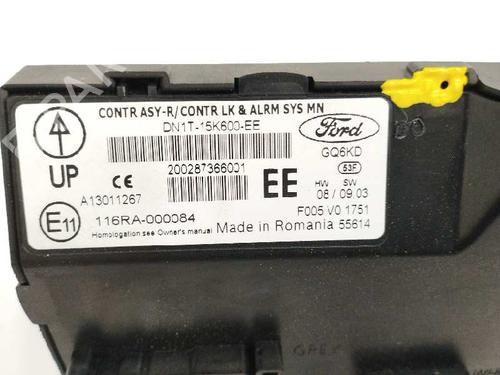 CONTR ASY-R/CONTR LK & ALRM SYS MN
DN1T-15K600-EE
Ford
GQ6KD
53F
UP
CE
200287366001
EE
HW SW
08 / 09.03
A13011267
F005 V0 1751
E11
116RA-000084
Made in Romania 55614
Homologation see Owner's manual
GREY